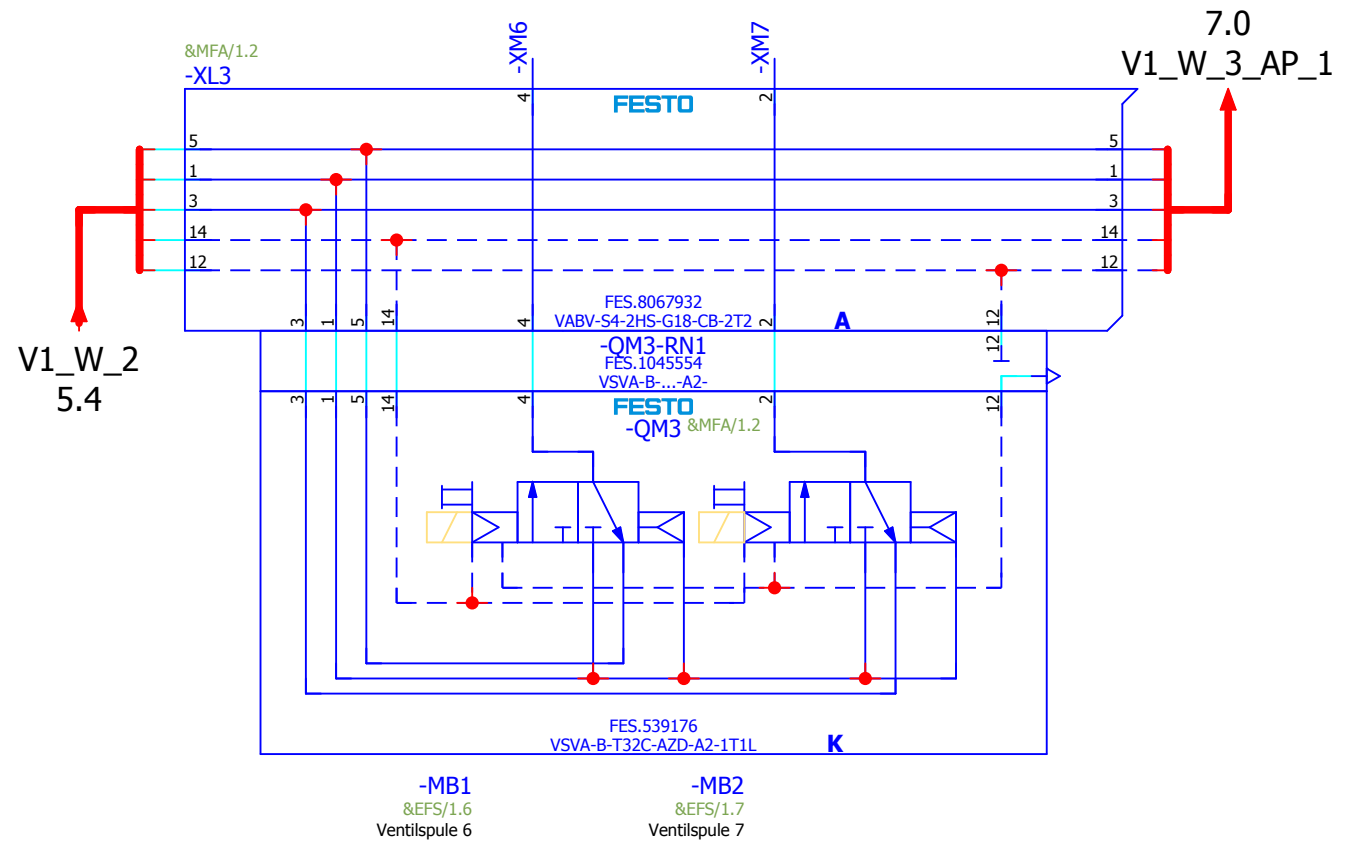 7.0
V1_W_3_AP_1
&MFA/1.2
-XL3
-XM6
-XM7
4
FESTO
2
5
5
1
1
3
3
14
14
12
12
FES.8067932
VABV-S4-2HS-G18-CB-2T2
A
3
1
5
14
4
2
12
V1_W_2
5.4
-QM3-RN1
FES.1045554
VSVA-B-...-A2-
12
3
1
5
14
4
FESTO
2
12
-QM3
&MFA/1.2
FES.539176
VSVA-B-T32C-AZD-A2-1T1L
K
-MB1
&EFS/1.6
Ventilspule 6
-MB2
&EFS/1.7
Ventilspule 7